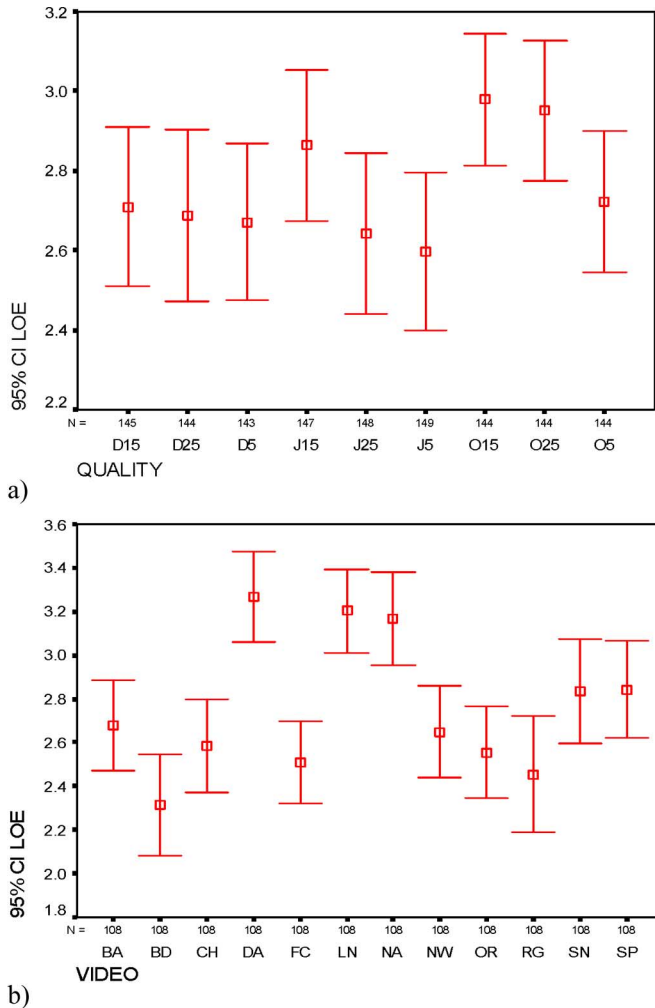 3.2
3.0
2.8
2.6
2.4
2.2
95% CI LOE
N = 145 144 143 147 148 149 144 144 144
D15 D25 D5 J15 J25 J5 O15 O25 O5
QUALITY
a)
3.6
3.4
3.2
3.0
2.8
2.6
2.4
2.2
2.0
1.8
95% CI LOE
N = 108 108 108 108 108 108 108 108 108 108 108 108
BA BD CH DA FC LN NA NW OR RG SN SP
VIDEO
b)